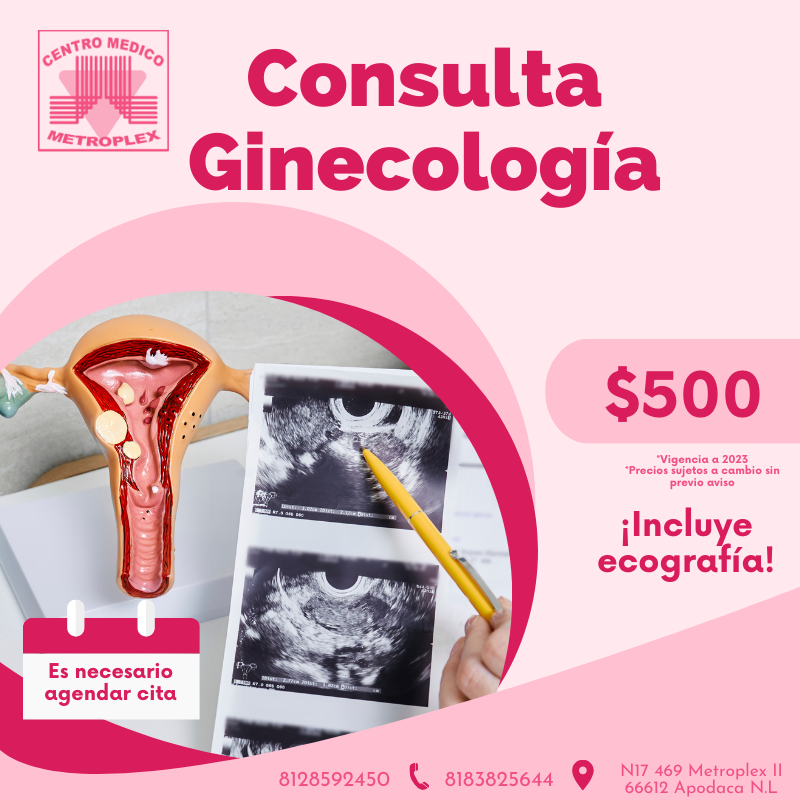 CENTRO MEDICO
METROPLEX
Consulta
Ginecología
$500
*Vigencia a 2023
*Precios sujetos a cambio sin
previo aviso
¡Incluye
ecografía!
Es necesario
agendar cita
8128592450
8183825644
N17 469 Metroplex II
66612 Apodaca N.L